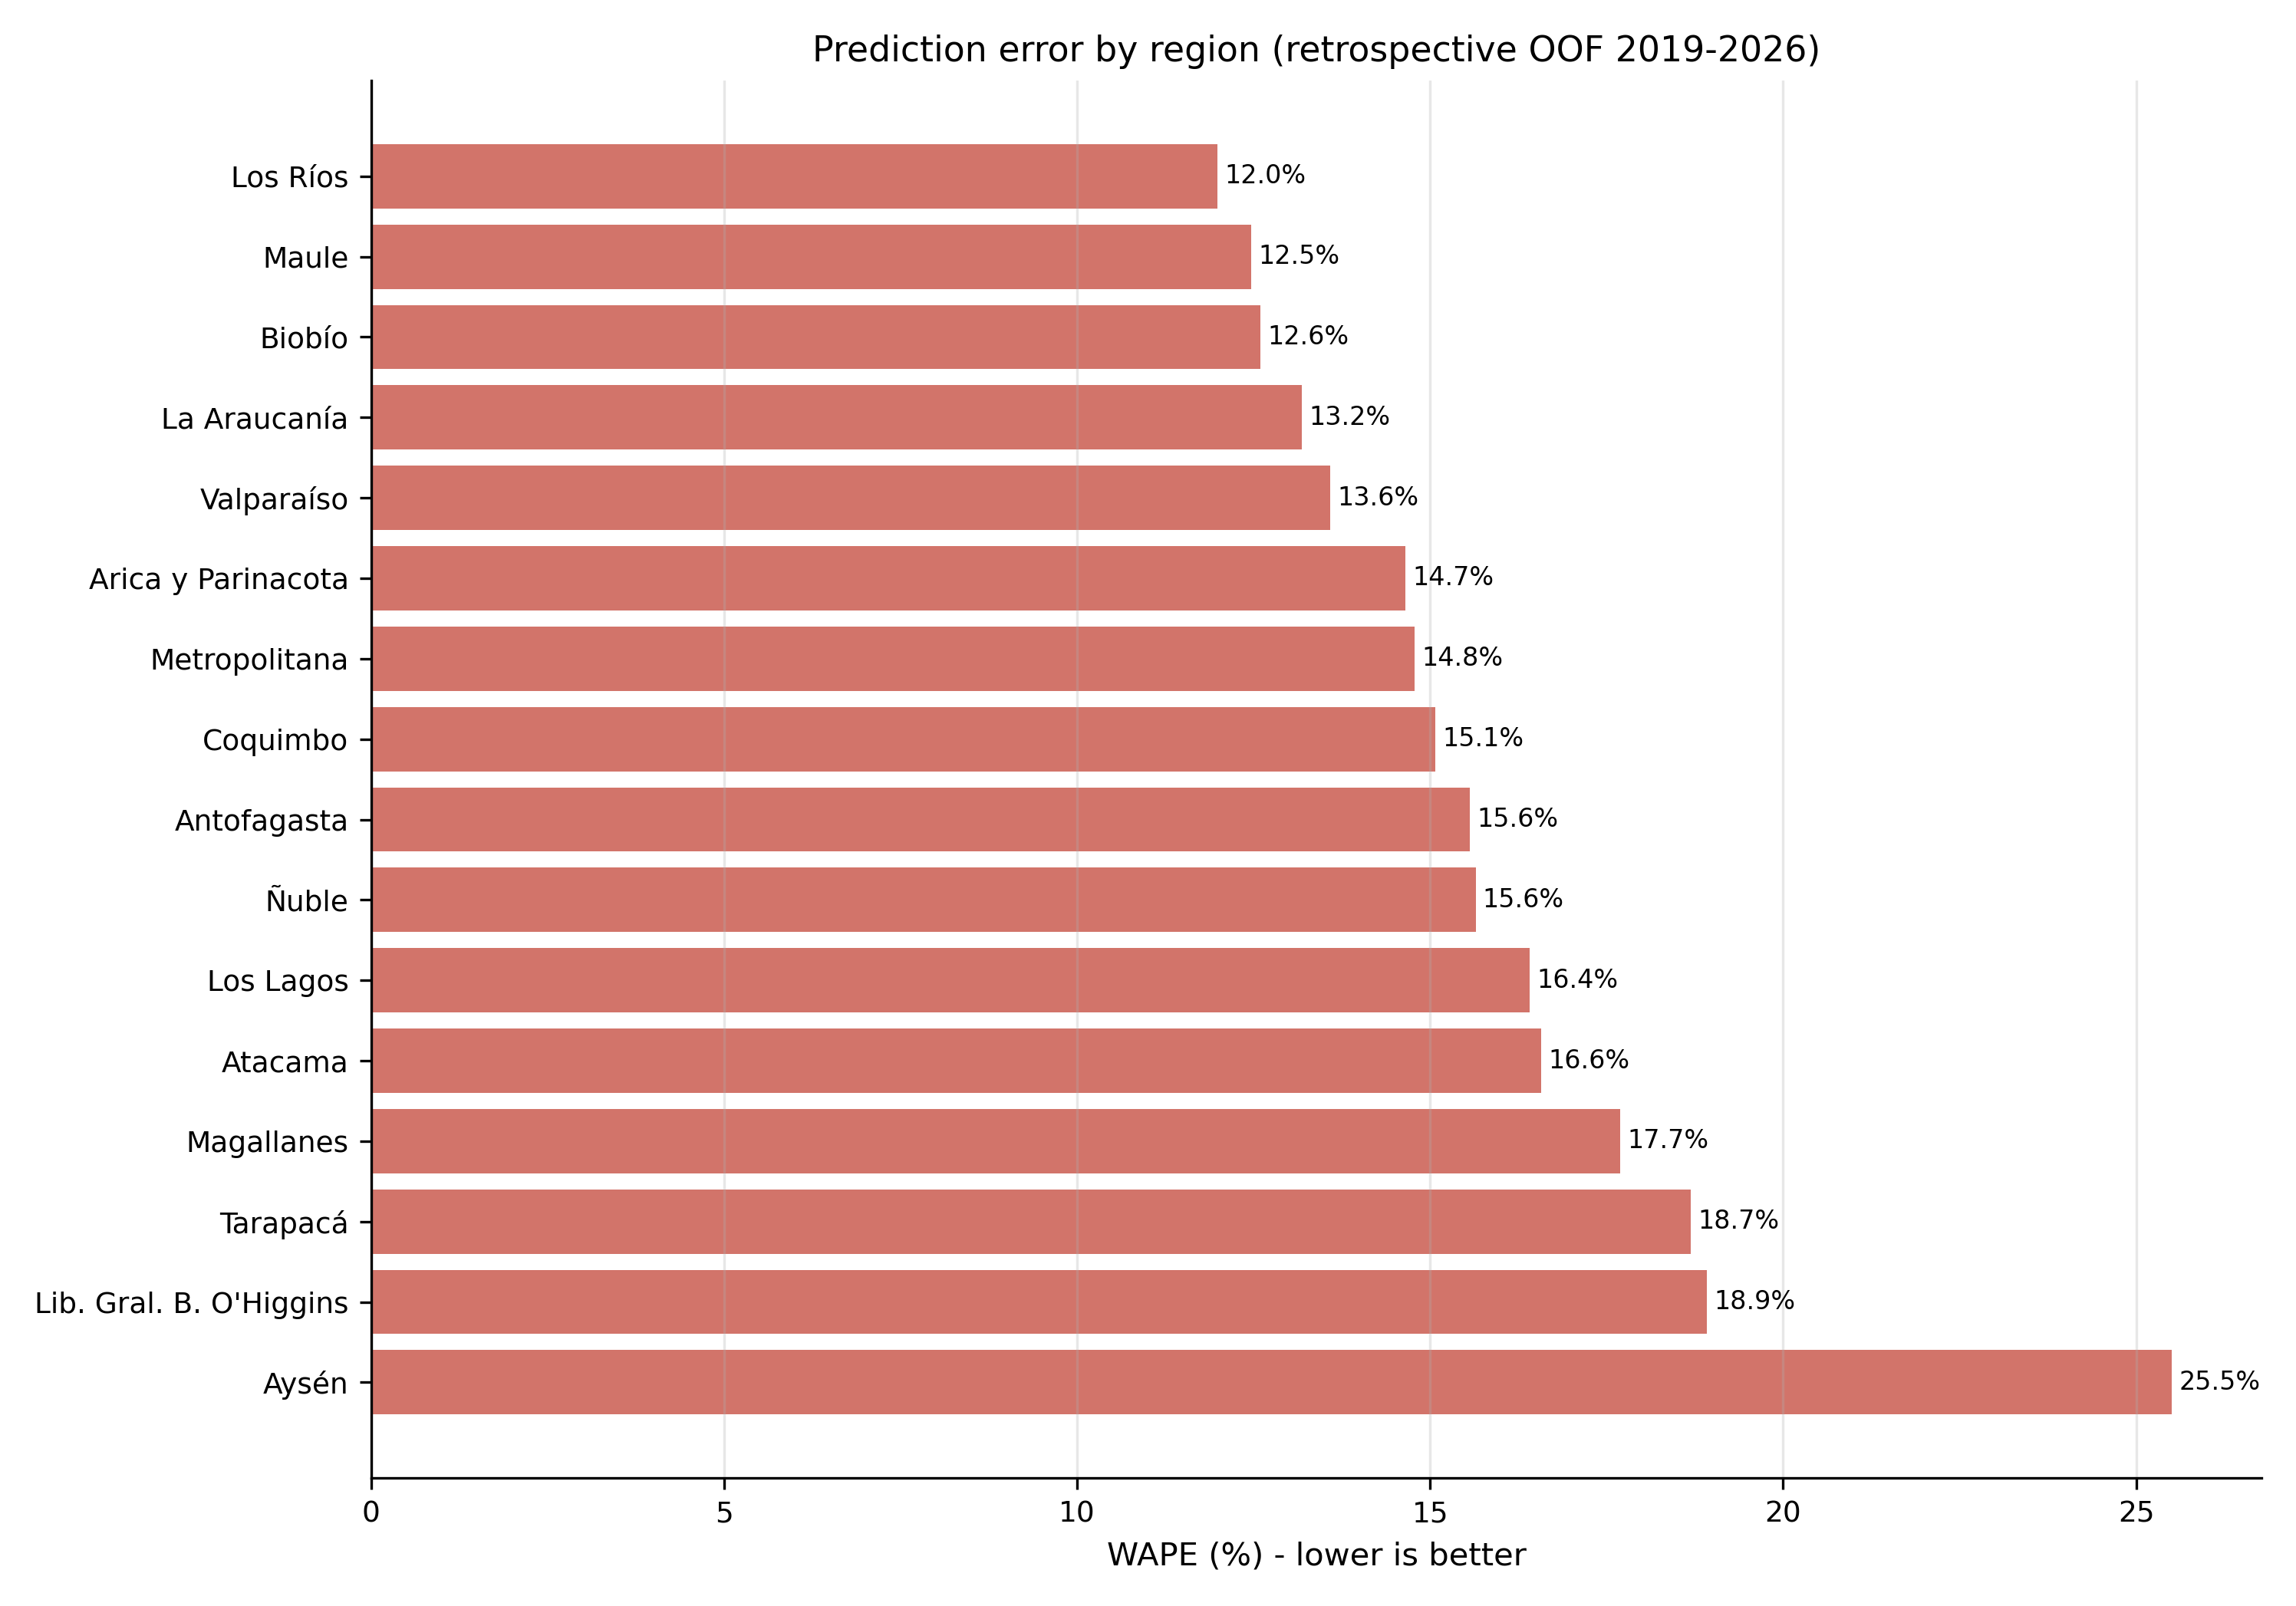 Prediction error by region (retrospective OOF 2019-2026)
Los Ríos 12.0%
Maule 12.5%
Biobío 12.6%
La Araucanía 13.2%
Valparaíso 13.6%
Arica y Parinacota 14.7%
Metropolitana 14.8%
Coquimbo 15.1%
Antofagasta 15.6%
Ñuble 15.6%
Los Lagos 16.4%
Atacama 16.6%
Magallanes 17.7%
Tarapacá 18.7%
Lib. Gral. B. O'Higgins 18.9%
Aysén 25.5%
0 5 10 15 20 25
WAPE (%) - lower is better